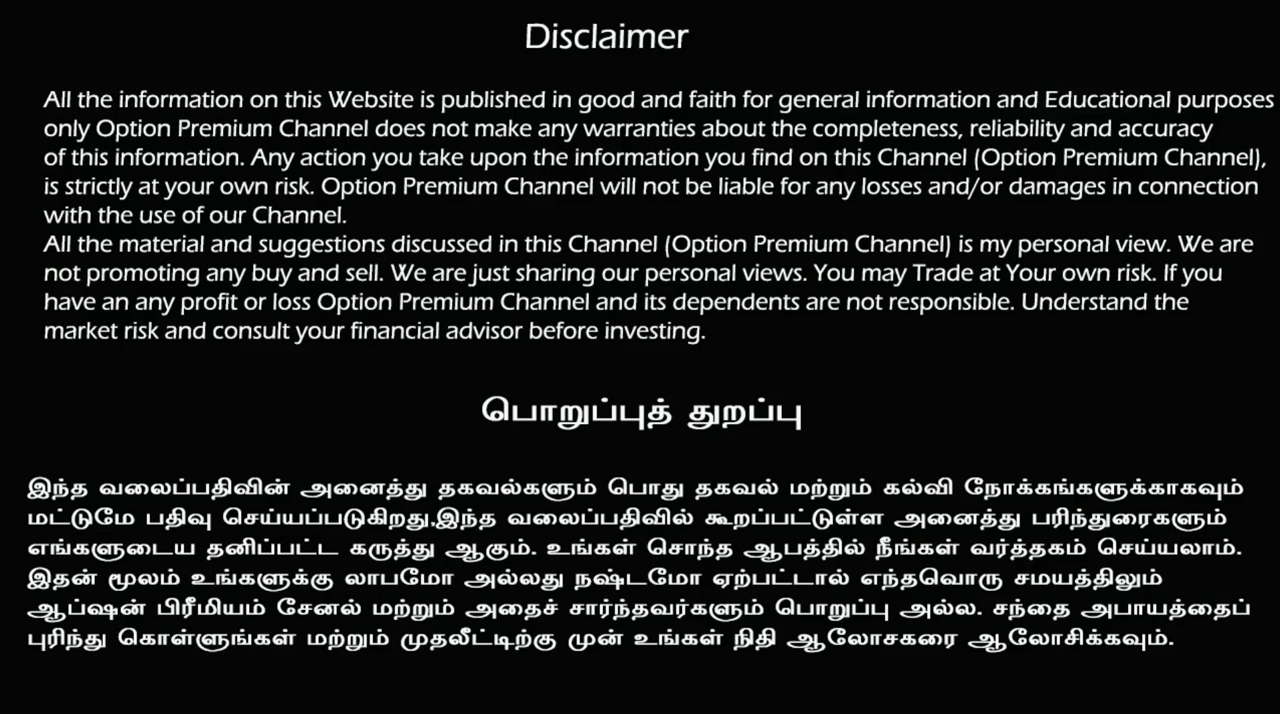 Disclaimer
All the information on this Website is published in good and faith for general information and Educational purposes
only Option Premium Channel does not make any warranties about the completeness, reliability and accuracy
of this information. Any action you take upon the information you find on this Channel (Option Premium Channel),
is strictly at your own risk. Option Premium Channel will not be liable for any losses and/or damages in connection
with the use of our Channel.
All the material and suggestions discussed in this Channel (Option Premium Channel) is my personal view. We are
not promoting any buy and sell. We are just sharing our personal views. You may Trade at Your own risk. If you
have an any profit or loss Option Premium Channel and its dependents are not responsible. Understand the
market risk and consult your financial advisor before investing.
பொறுப்புத் துறப்பு
இந்த வலைப்பதிவின் அனைத்து தகவல்களும் பொது தகவல் மற்றும் கல்வி நோக்கங்களுக்காகவும்
மட்டுமே பதிவு செய்யப்படுகிறது.இந்த வலைப்பதிவில் கூறப்பட்டுள்ள அனைத்து பரிந்துரைகளும்
எங்களுடைய தனிப்பட்ட கருத்து ஆகும். உங்கள் சொந்த ஆபத்தில் நீங்கள் வர்த்தகம் செய்யலாம்.
இதன் மூலம் உங்களுக்கு லாபமோ அல்லது நஷ்டமோ ஏற்பட்டால் எந்தவொரு சமயத்திலும்
ஆப்ஷன் பிரீமியம் சேனல் மற்றும் அதைச் சார்ந்தவர்களும் பொறுப்பு அல்ல. சந்தை அபாயத்தைப்
புரிந்து கொள்ளுங்கள் மற்றும் முதலீட்டிற்கு முன் உங்கள் நிதி ஆலோசகரை ஆலோசிக்கவும்.